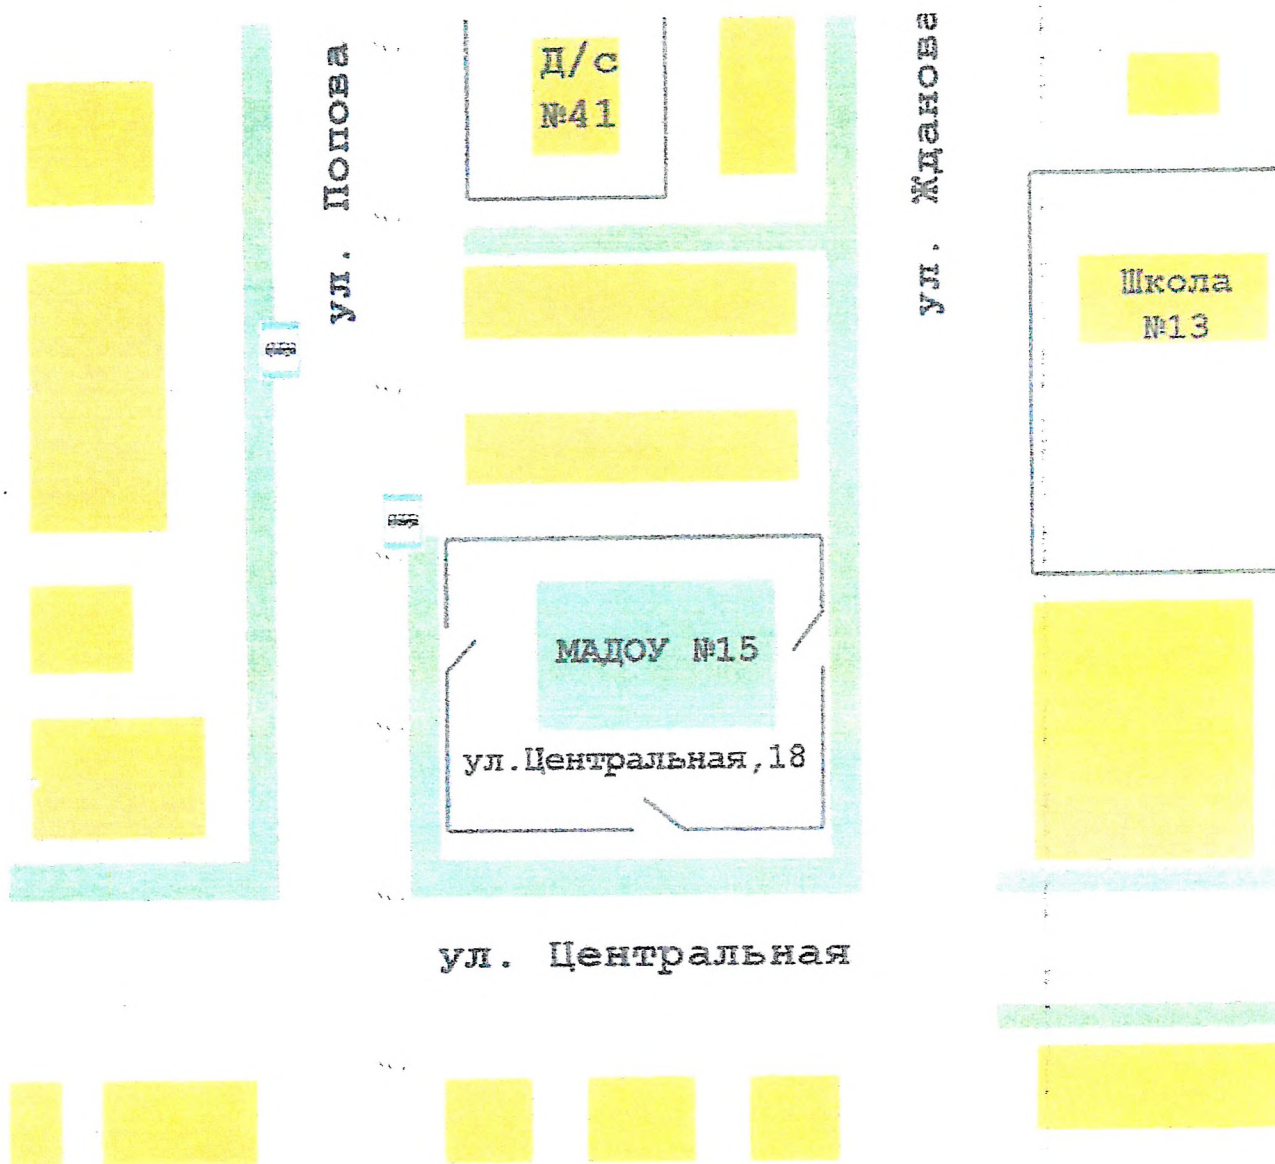 ул. Попова
Д/с
№41
ул. Жданова
Школа
№13
МАДОУ №15
ул.Центральная,18
ул. Центральная